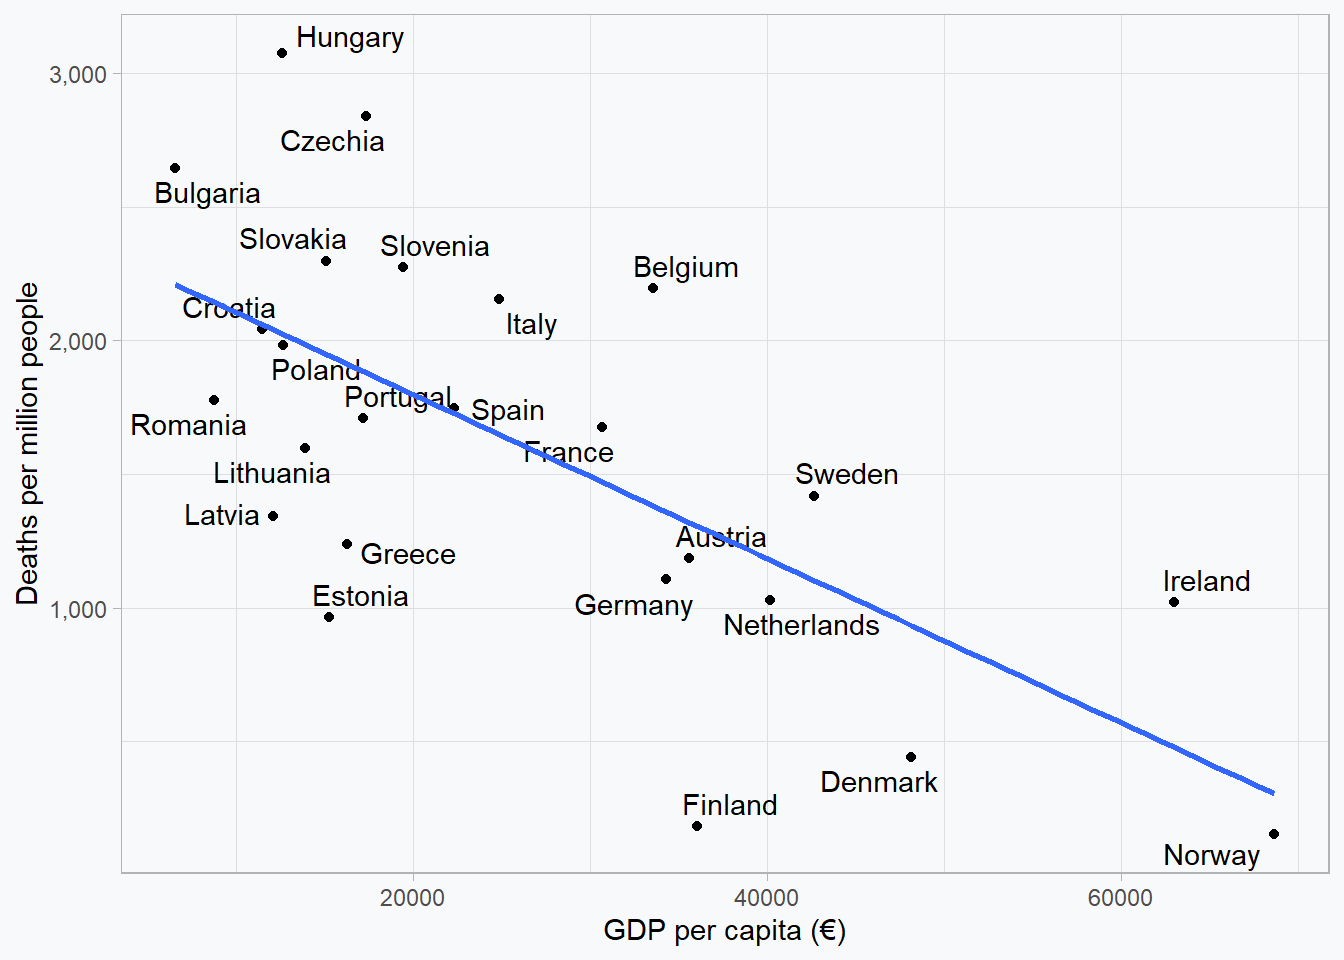 Hungary
3,000
Czechia
Bulgaria
Slovakia
Slovenia
Belgium
Croatia
Italy
2,000
Poland
Portugal
Spain
Romania
France
Lithuania
Sweden
Latvia
Austria
Greece
Ireland
Estonia
Germany
1,000
Netherlands
Denmark
Finland
Norway
Deaths per million people
20000 40000 60000
GDP per capita (€)